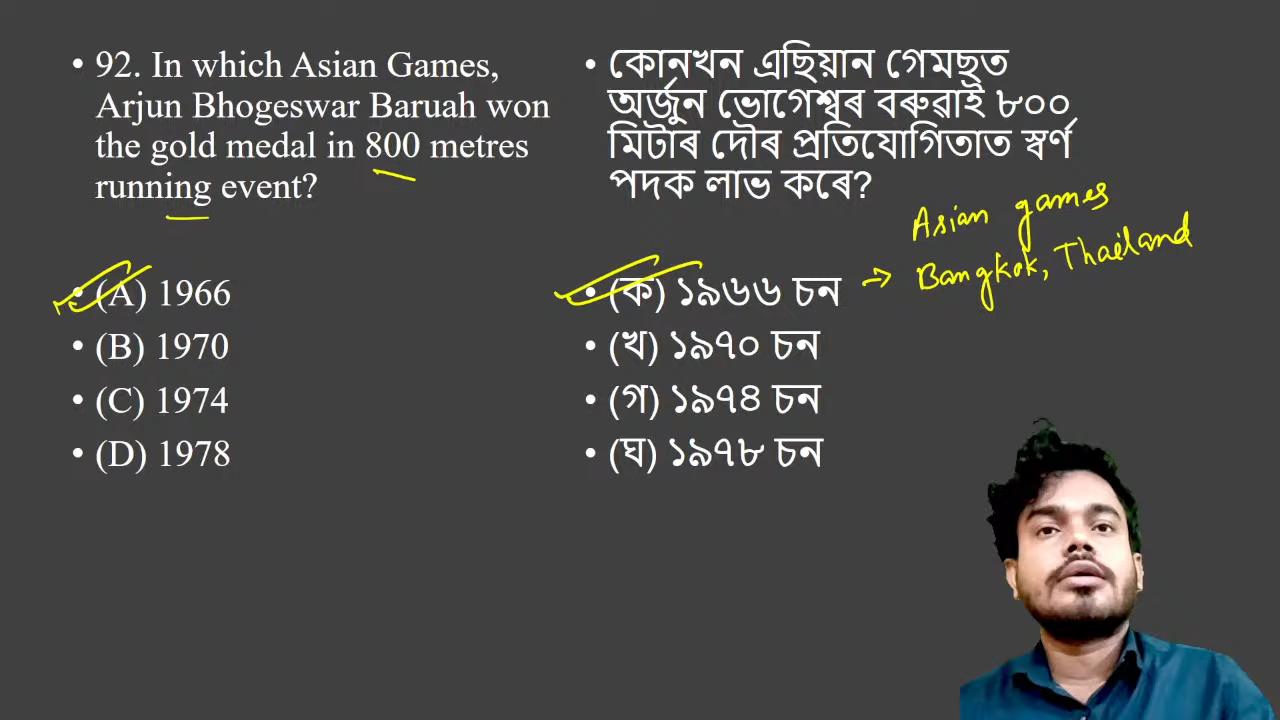 • 92. In which Asian Games,
Arjun Bhogeswar Baruah won
the gold medal in 800 metres
running event?
• (A) 1966
• (B) 1970
• (C) 1974
• (D) 1978
• কোনখন এছিয়ান গেমছত
অৰ্জুন ভোগেশ্বৰ বৰুৱাই ৮০০
মিটাৰ দৌৰ প্ৰতিযোগিতাত স্বৰ্ণ
পদক লাভ কৰে?
• (ক) ১৯৬৬ চন
• (খ) ১৯৭০ চন
• (গ) ১৯৭৪ চন
• (ঘ) ১৯৭৮ চন
Asian games
→ Bangkok, Thailand